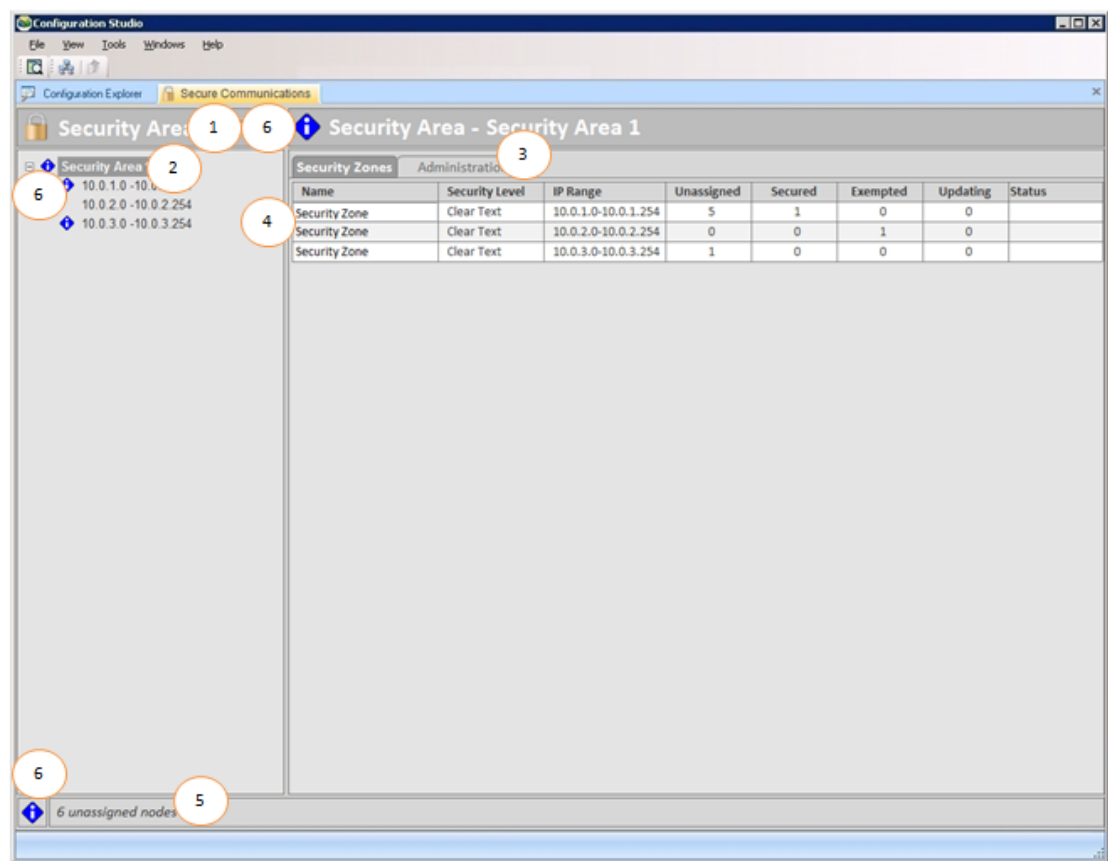 Configuration Studio
File View Tools Windows Help
Configuration Explorer Secure Communications
Security Area 1 6 Security Area - Security Area 1
3
Security Area 2
Security Zones Administration
6 10.0.1.0 -10.0.
10.0.2.0 -10.0.2.254
10.0.3.0 -10.0.3.254
Name Security Level IP Range Unassigned Secured Exempted Updating Status
Security Zone Clear Text 10.0.1.0-10.0.1.254 5 1 0 0
4
Security Zone Clear Text 10.0.2.0-10.0.2.254 0 0 1 0
Security Zone Clear Text 10.0.3.0-10.0.3.254 1 0 0 0
6
6 unassigned nodes 5